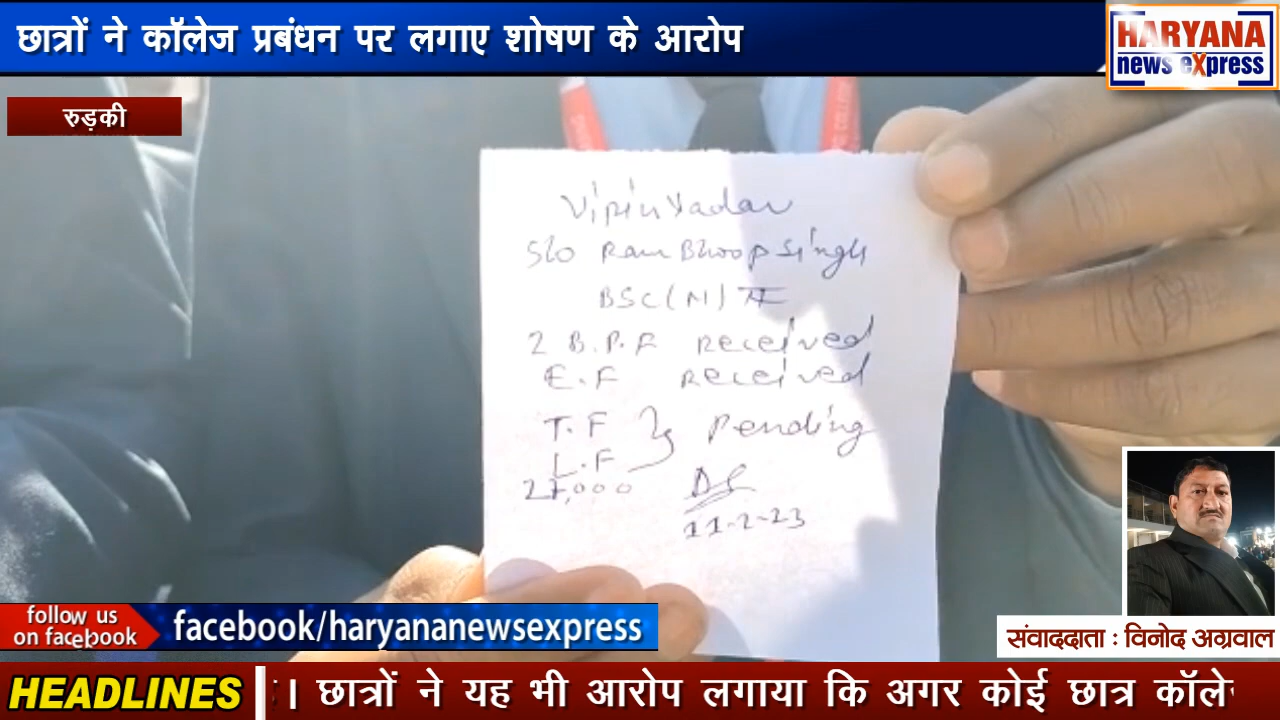 छात्रों ने कॉलेज प्रबंधन पर लगाए शोषण के आरोप
HARYANA
news eXpress
रुड़की
Vipin Yadav
S/O Ram Bhoop Singh
BSC (N) II
2 B.P.F received
E.F received
T.F
L.F } Pending
27,000
11-2-23
follow us
on facebook
facebook/haryananewsexpress
संवाददाता : विनोद अग्रवाल
HEADLINES
। छात्रों ने यह भी आरोप लगाया कि अगर कोई छात्र